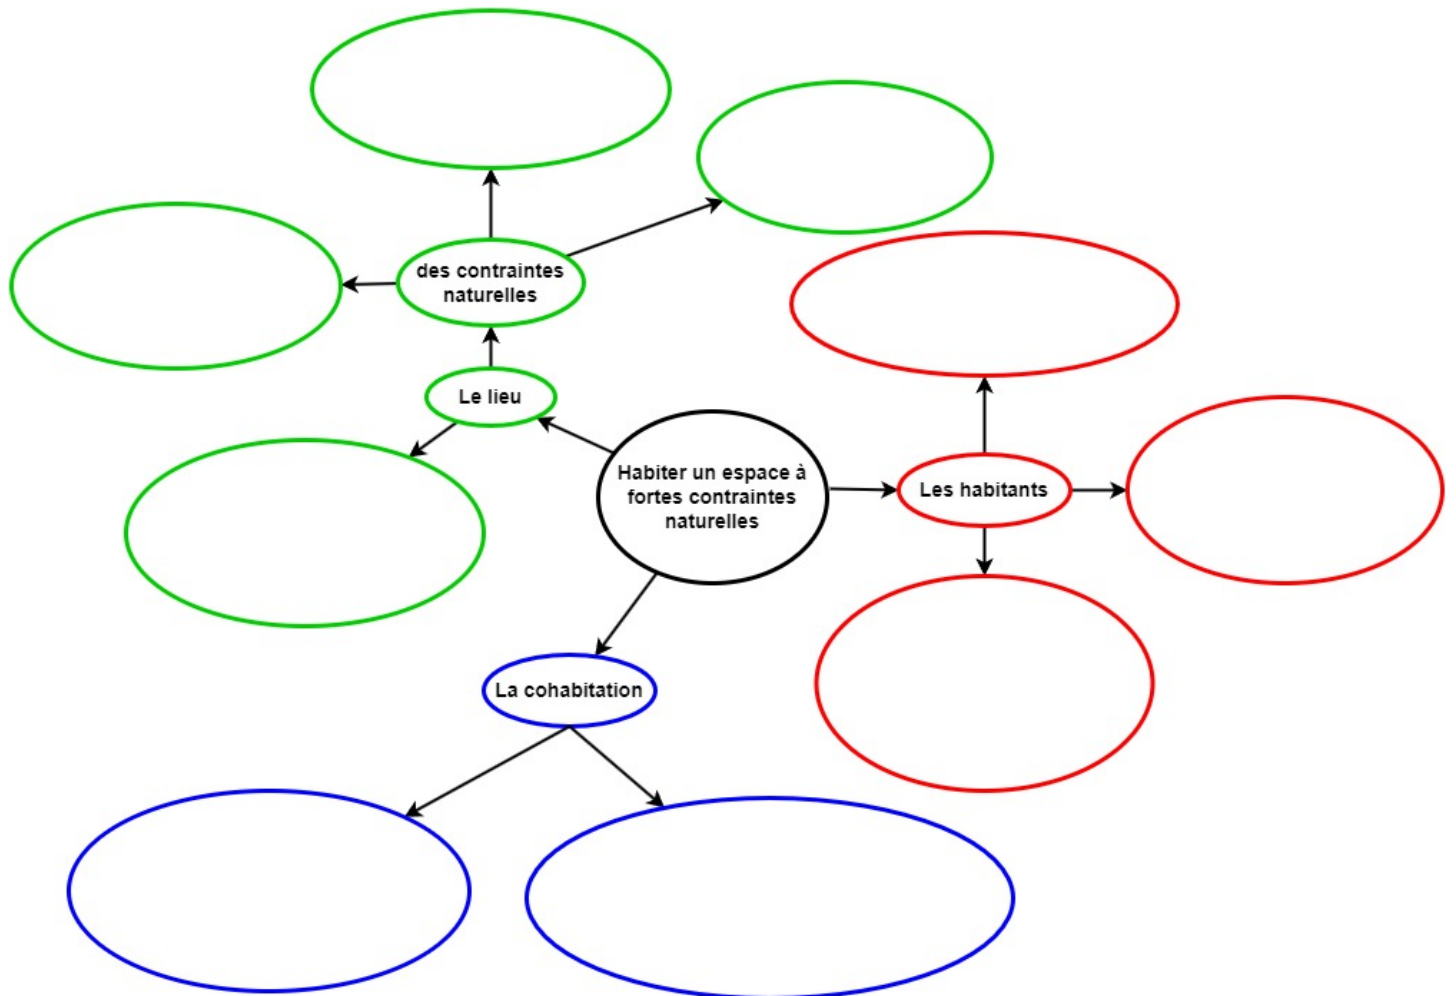 des contraintes
naturelles
Le lieu
Habiter un espace à
fortes contraintes
naturelles
Les habitants
La cohabitation